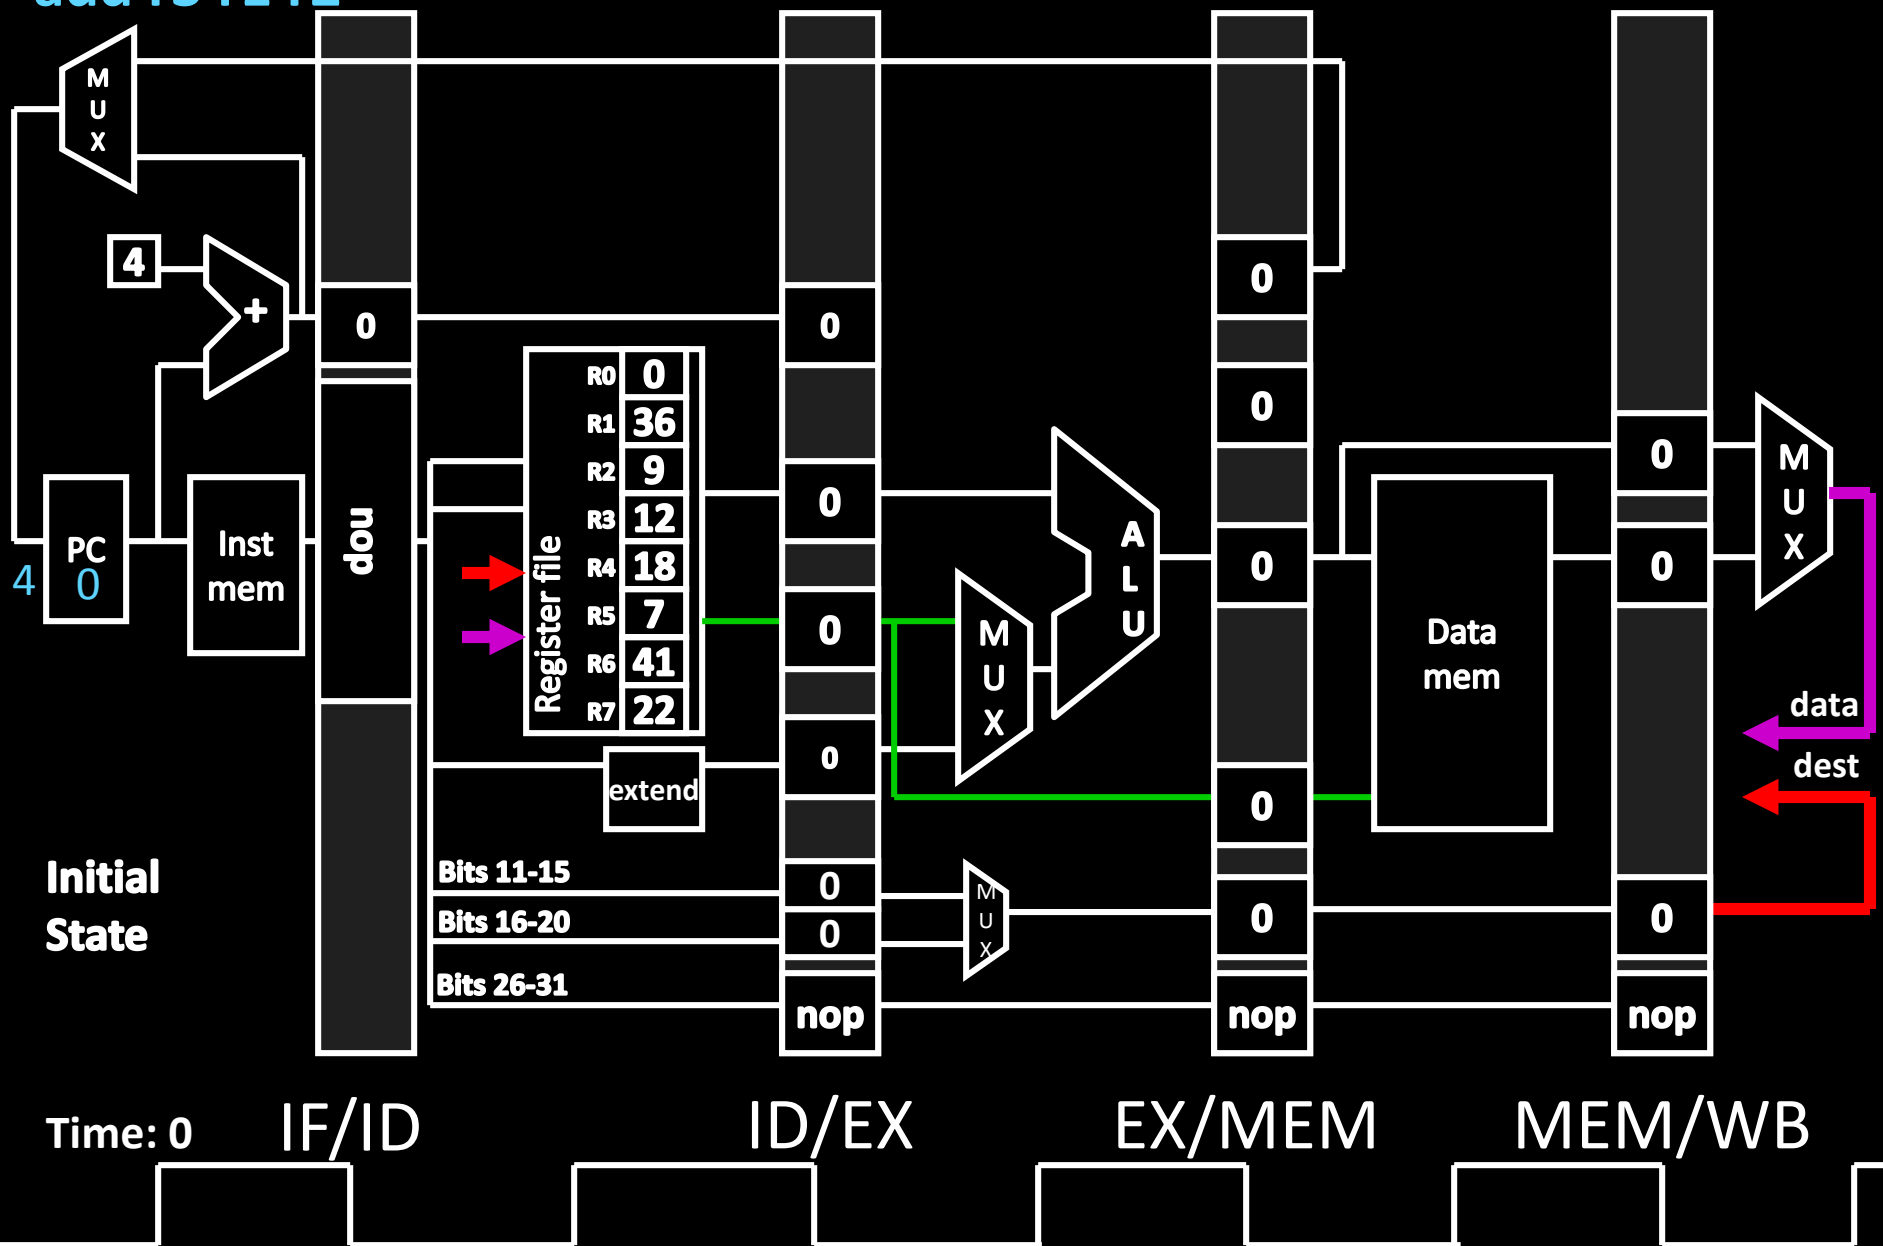 M
U
X
4
+
0
0
0
0
R0 0
R1 36
R2 9
R3 12
R4 18
R5 7
R6 41
R7 22
Register file
nop
PC
4
0
Inst
mem
0
0
0
extend
M
U
X
A
L
U
0
0
Data
mem
0
0
M
U
X
data
dest
Initial
State
Bits 11-15
Bits 16-20
Bits 26-31
0
0
M
U
X
0
0
nop
nop
nop
Time: 0
IF/ID
ID/EX
EX/MEM
MEM/WB